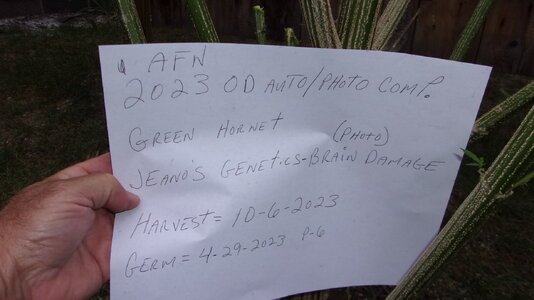 AFN
2023 OD AUTO/PHOTO COMP.
GREEN HORNET (PHOTO)
JEANO'S GENETICS-BRAIN DAMAGE
HARVEST= 10-6-2023
GERM= 4-29-2023 P-6